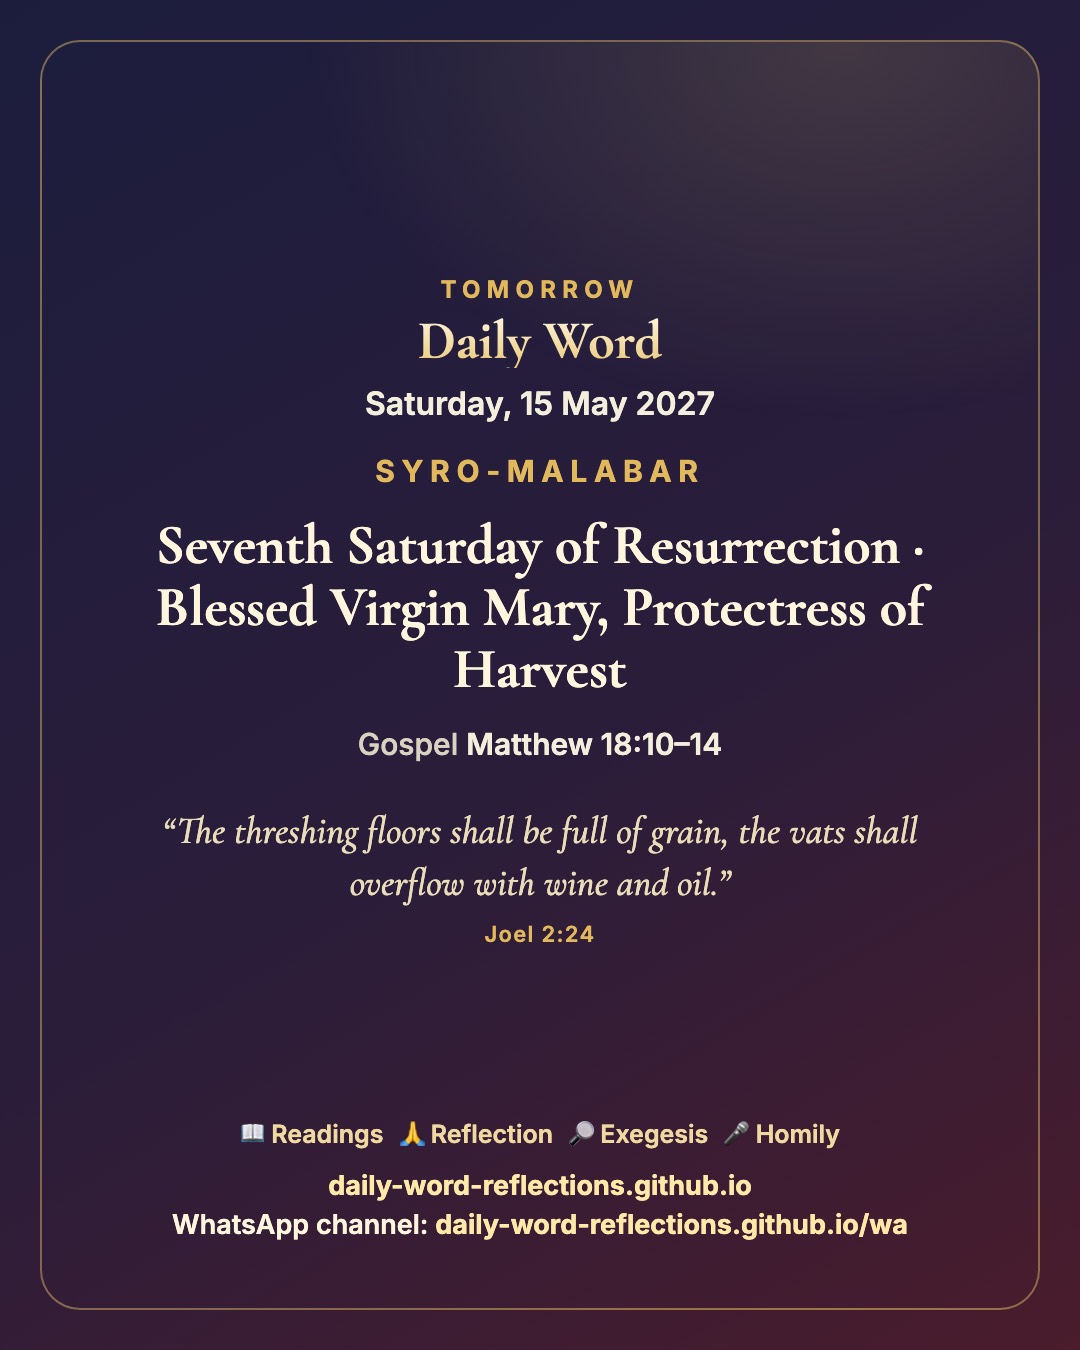 TOMORROW
Daily Word
Saturday, 15 May 2027
SYRO-MALABAR
Seventh Saturday of Resurrection ·
Blessed Virgin Mary, Protectress of
Harvest
Gospel Matthew 18:10–14
“The threshing floors shall be full of grain, the vats shall
overflow with wine and oil.”
Joel 2:24
📖 Readings 🙏 Reflection 🔎 Exegesis 🎤 Homily
daily-word-reflections.github.io
WhatsApp channel: daily-word-reflections.github.io/wa